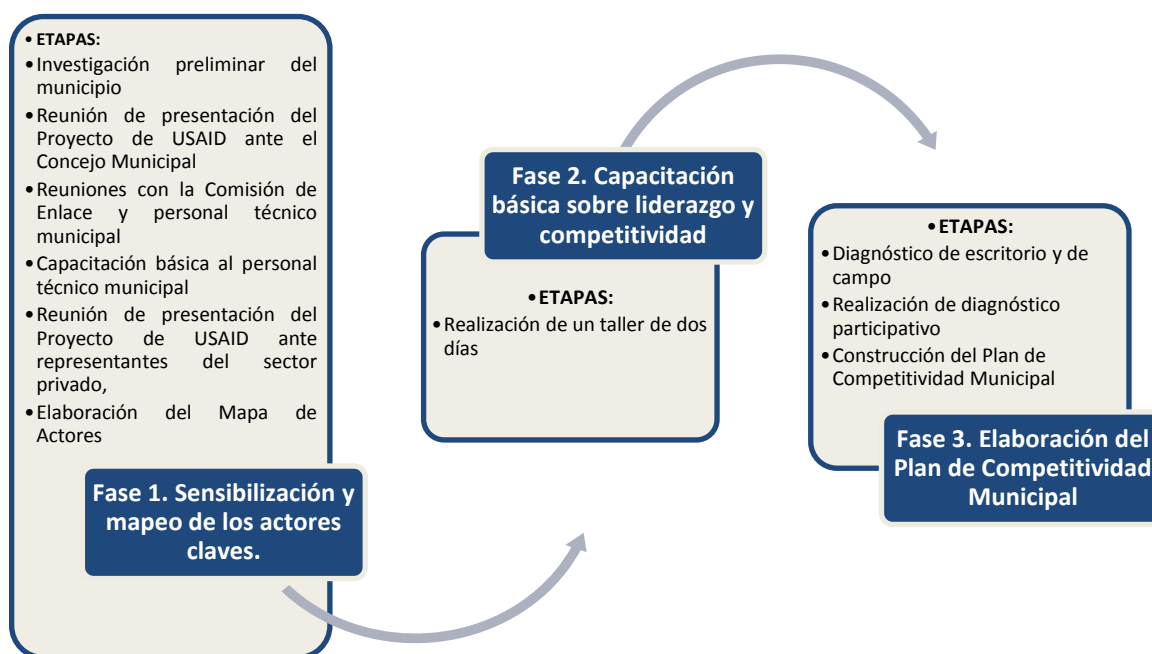 • ETAPAS:
• Investigación preliminar del
municipio
• Reunión de presentación del
Proyecto de USAID ante el
Concejo Municipal
• Reuniones con la Comisión de
Enlace y personal técnico
municipal
• Capacitación básica al personal
técnico municipal
• Reunión de presentación del
Proyecto de USAID ante
representantes del sector
privado,
• Elaboración del Mapa de
Actores
Fase 1. Sensibilización y
mapeo de los actores
claves.
Fase 2. Capacitación
básica sobre liderazgo y
competitividad
• ETAPAS:
• Realización de un taller de dos
días
• ETAPAS:
• Diagnóstico de escritorio y de
campo
• Realización de diagnóstico
participativo
• Construcción del Plan de
Competitividad Municipal
Fase 3. Elaboración del
Plan de Competitividad
Municipal